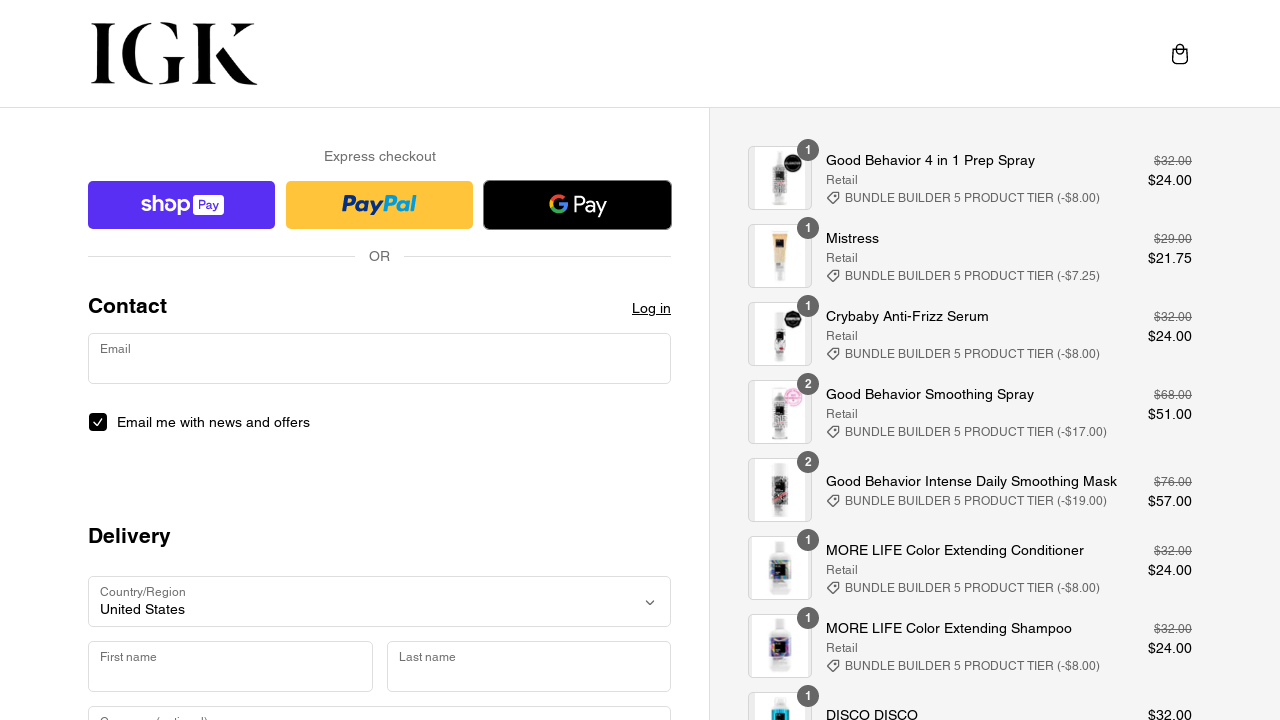 IGK
Express checkout
shop Pay
PayPal
G Pay
OR
Contact
Log in
Email
Email me with news and offers
Delivery
Country/Region
United States
First name
Last name
Company (optional)
1
Good Behavior 4 in 1 Prep Spray
$32.00
Retail
$24.00
BUNDLE BUILDER 5 PRODUCT TIER (-$8.00)
1
Mistress
$29.00
Retail
$21.75
BUNDLE BUILDER 5 PRODUCT TIER (-$7.25)
1
Crybaby Anti-Frizz Serum
$32.00
Retail
$24.00
BUNDLE BUILDER 5 PRODUCT TIER (-$8.00)
2
Good Behavior Smoothing Spray
$68.00
Retail
$51.00
BUNDLE BUILDER 5 PRODUCT TIER (-$17.00)
2
Good Behavior Intense Daily Smoothing Mask
$76.00
BUNDLE BUILDER 5 PRODUCT TIER (-$19.00)
$57.00
1
MORE LIFE Color Extending Conditioner
$32.00
Retail
$24.00
BUNDLE BUILDER 5 PRODUCT TIER (-$8.00)
1
MORE LIFE Color Extending Shampoo
$32.00
Retail
$24.00
BUNDLE BUILDER 5 PRODUCT TIER (-$8.00)
1
DISCO DISCO
$32.00